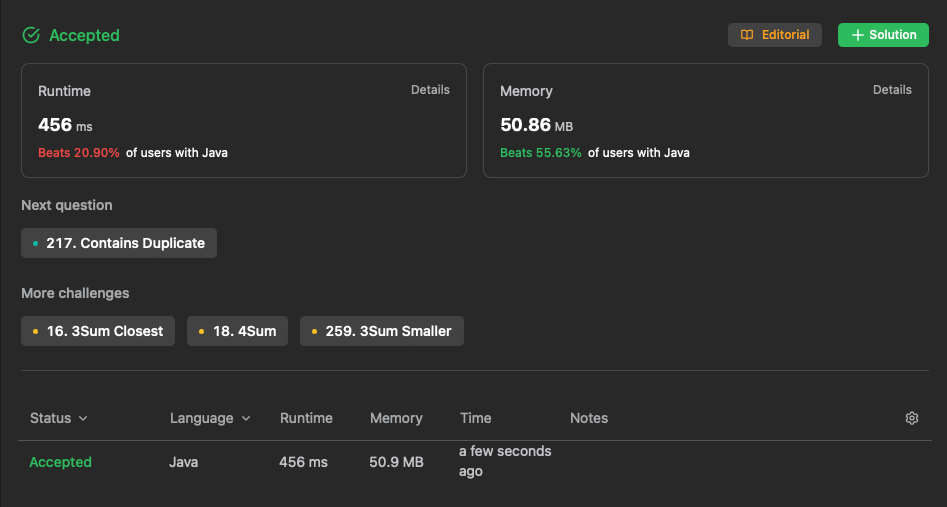 Accepted
Editorial
Solution
Runtime
Details
456 ms
Beats 20.90% of users with Java
Memory
Details
50.86 MB
Beats 55.63% of users with Java
Next question
217. Contains Duplicate
More challenges
16. 3Sum Closest
18. 4Sum
259. 3Sum Smaller
Status Language Runtime Memory Time Notes
Accepted Java 456 ms 50.9 MB a few seconds
ago